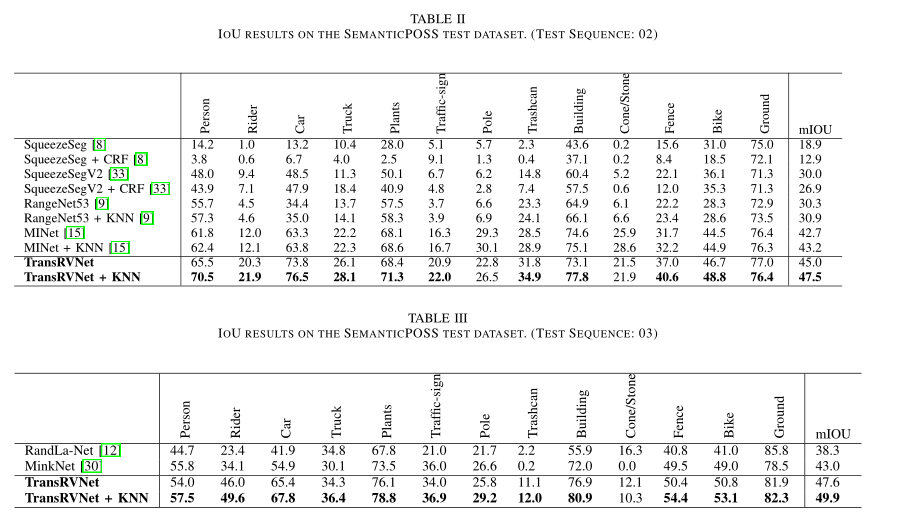 TABLE II
IOU RESULTS ON THE SEMANTICPOSS TEST DATASET. (TEST SEQUENCE: 02)
Person Rider Car Truck Plants Traffic-sign Pole Trashcan Building Cone/Stone Fence Bike Ground mIOU
SqueezeSeg [8] 14.2 1.0 13.2 10.4 28.0 5.1 5.7 2.3 43.6 0.2 15.6 31.0 75.0 18.9
SqueezeSeg + CRF [8] 3.8 0.6 6.7 4.0 2.5 9.1 1.3 0.4 37.1 0.2 8.4 18.5 72.1 12.9
SqueezeSegV2 [33] 48.0 9.4 48.5 11.3 50.1 6.7 6.2 14.8 60.4 5.2 22.1 36.1 71.3 30.0
SqueezeSegV2 + CRF [33] 43.9 7.1 47.9 18.4 40.9 4.8 2.8 7.4 57.5 0.6 12.0 35.3 71.3 26.9
RangeNet53 [9] 55.7 4.5 34.4 13.7 57.5 3.7 6.6 23.3 64.9 6.1 22.2 28.3 72.9 30.3
RangeNet53 + KNN [9] 57.3 4.6 35.0 14.1 58.3 3.9 6.9 24.1 66.1 6.6 23.4 28.6 73.5 30.9
MINet [15] 61.8 12.0 63.3 22.2 68.1 16.3 29.3 28.5 74.6 25.9 31.7 44.5 76.4 42.7
MINet + KNN [15] 62.4 12.1 63.8 22.3 68.6 16.7 30.1 28.9 75.1 28.6 32.2 44.9 76.3 43.2
TransRVNet 65.5 20.3 73.8 26.1 68.4 20.9 22.8 31.8 73.1 21.5 37.0 46.7 77.0 45.0
TransRVNet + KNN 70.5 21.9 76.5 28.1 71.3 22.0 26.5 34.9 77.8 21.9 40.6 48.8 76.4 47.5
TABLE III
IOU RESULTS ON THE SEMANTICPOSS TEST DATASET. (TEST SEQUENCE: 03)
Person Rider Car Truck Plants Traffic-sign Pole Trashcan Building Cone/Stone Fence Bike Ground mIOU
RandLa-Net [12] 44.7 23.4 41.9 34.8 67.8 21.0 21.7 2.2 55.9 16.3 40.8 41.0 85.8 38.3
MinkNet [30] 55.8 34.1 54.9 30.1 73.5 36.0 26.6 0.2 72.0 0.0 49.5 49.0 78.5 43.0
TransRVNet 54.0 46.0 65.4 34.3 76.1 34.0 25.8 11.1 76.9 12.1 50.4 50.8 81.9 47.6
TransRVNet + KNN 57.5 49.6 67.8 36.4 78.8 36.9 29.2 12.0 80.9 10.3 54.4 53.1 82.3 49.9